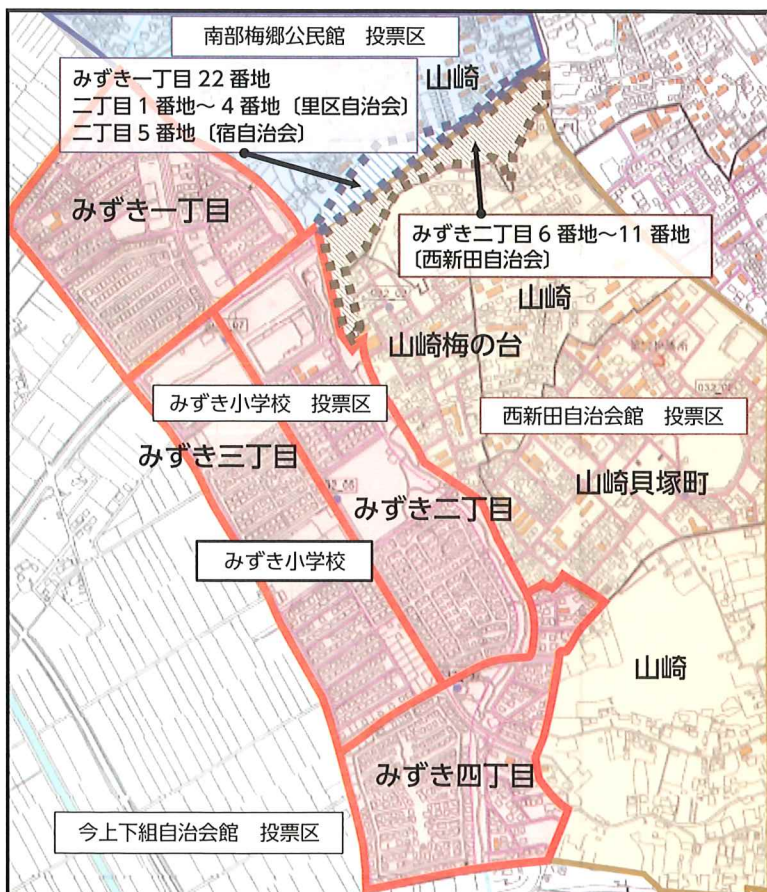 南部梅郷公民館　投票区
山崎
みずき一丁目 22 番地
二丁目 1 番地～ 4 番地〔里区自治会〕
二丁目 5 番地〔宿自治会〕
みずき一丁目
みずき二丁目 6 番地～11 番地
〔西新田自治会〕
山崎
山崎梅の台
みずき小学校　投票区
西新田自治会館　投票区
みずき三丁目
山崎貝塚町
みずき二丁目
みずき小学校
山崎
みずき四丁目
今上下組自治会館　投票区